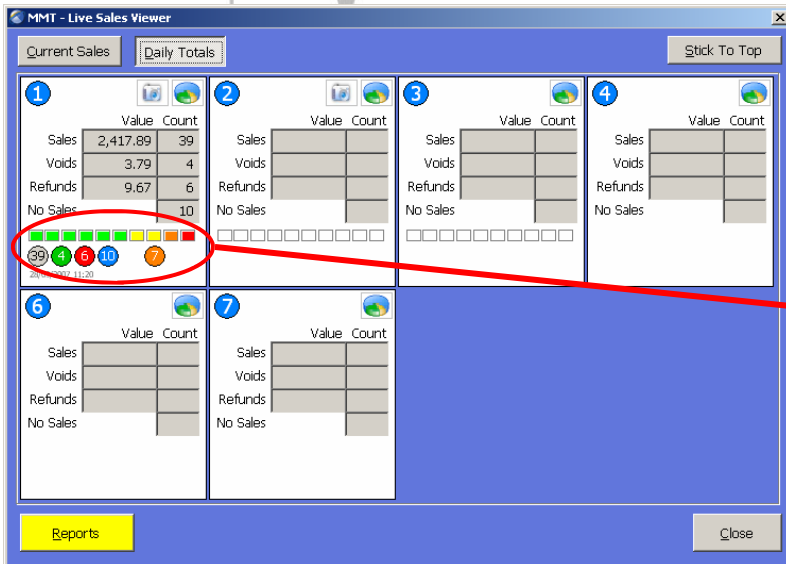 MMT - Live Sales Viewer
Current Sales Daily Totals Stick To Top
1 2 3 4
Value Count Value Count Value Count Value Count
Sales 2,417.89 39 Sales Sales Sales
Voids 3.79 4 Voids Voids Voids
Refunds 9.67 6 Refunds Refunds Refunds
No Sales 10 No Sales No Sales No Sales
39 4 6 10 7
11:20
6 7
Value Count Value Count
Sales Sales
Voids Voids
Refunds Refunds
No Sales No Sales
Reports Close